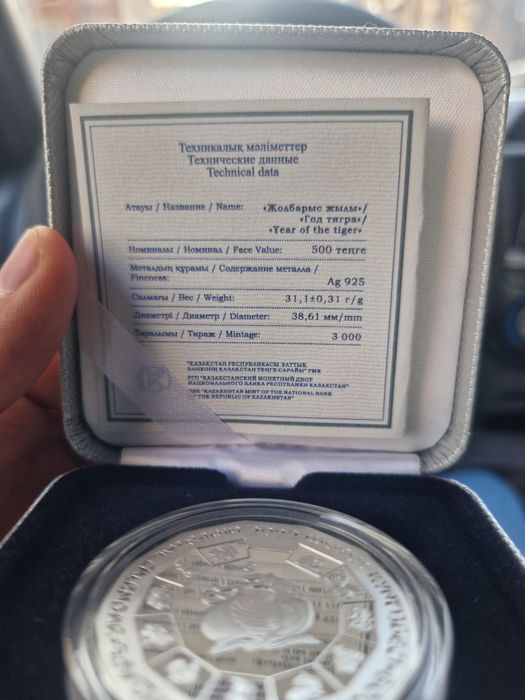 Техникалық мәліметтер
Технические данные
Technical data
Атауы / Название / Name: «Жолбарыс жылы»/
«Год тигра»/
«Year of the tiger»
Номиналы / Номинал / Face Value: 500 теңге
Металдың құрамы / Содержание металла /
Fineness: Ag 925
Салмағы / Вес / Weight: 31,1±0,31 г/g
Диаметрі / Диаметр / Diameter: 38,61 мм/mm
Таралымы / Тираж / Mintage: 3 000
"ҚАЗАҚСТАН РЕСПУБЛИКАСЫ ҰЛТТЫҚ
БАНКІНІҢ ҚАЗАҚСТАН ТЕҢГЕ САРАЙЫ" РМК
РГП "КАЗАХСТАНСКИЙ МОНЕТНЫЙ ДВОР
НАЦИОНАЛЬНОГО БАНКА РЕСПУБЛИКИ КАЗАХСТАН"
"KAZAKHSTAN MINT OF THE NATIONAL BANK
OF THE REPUBLIC OF KAZAKHSTAN"
CALENDAR